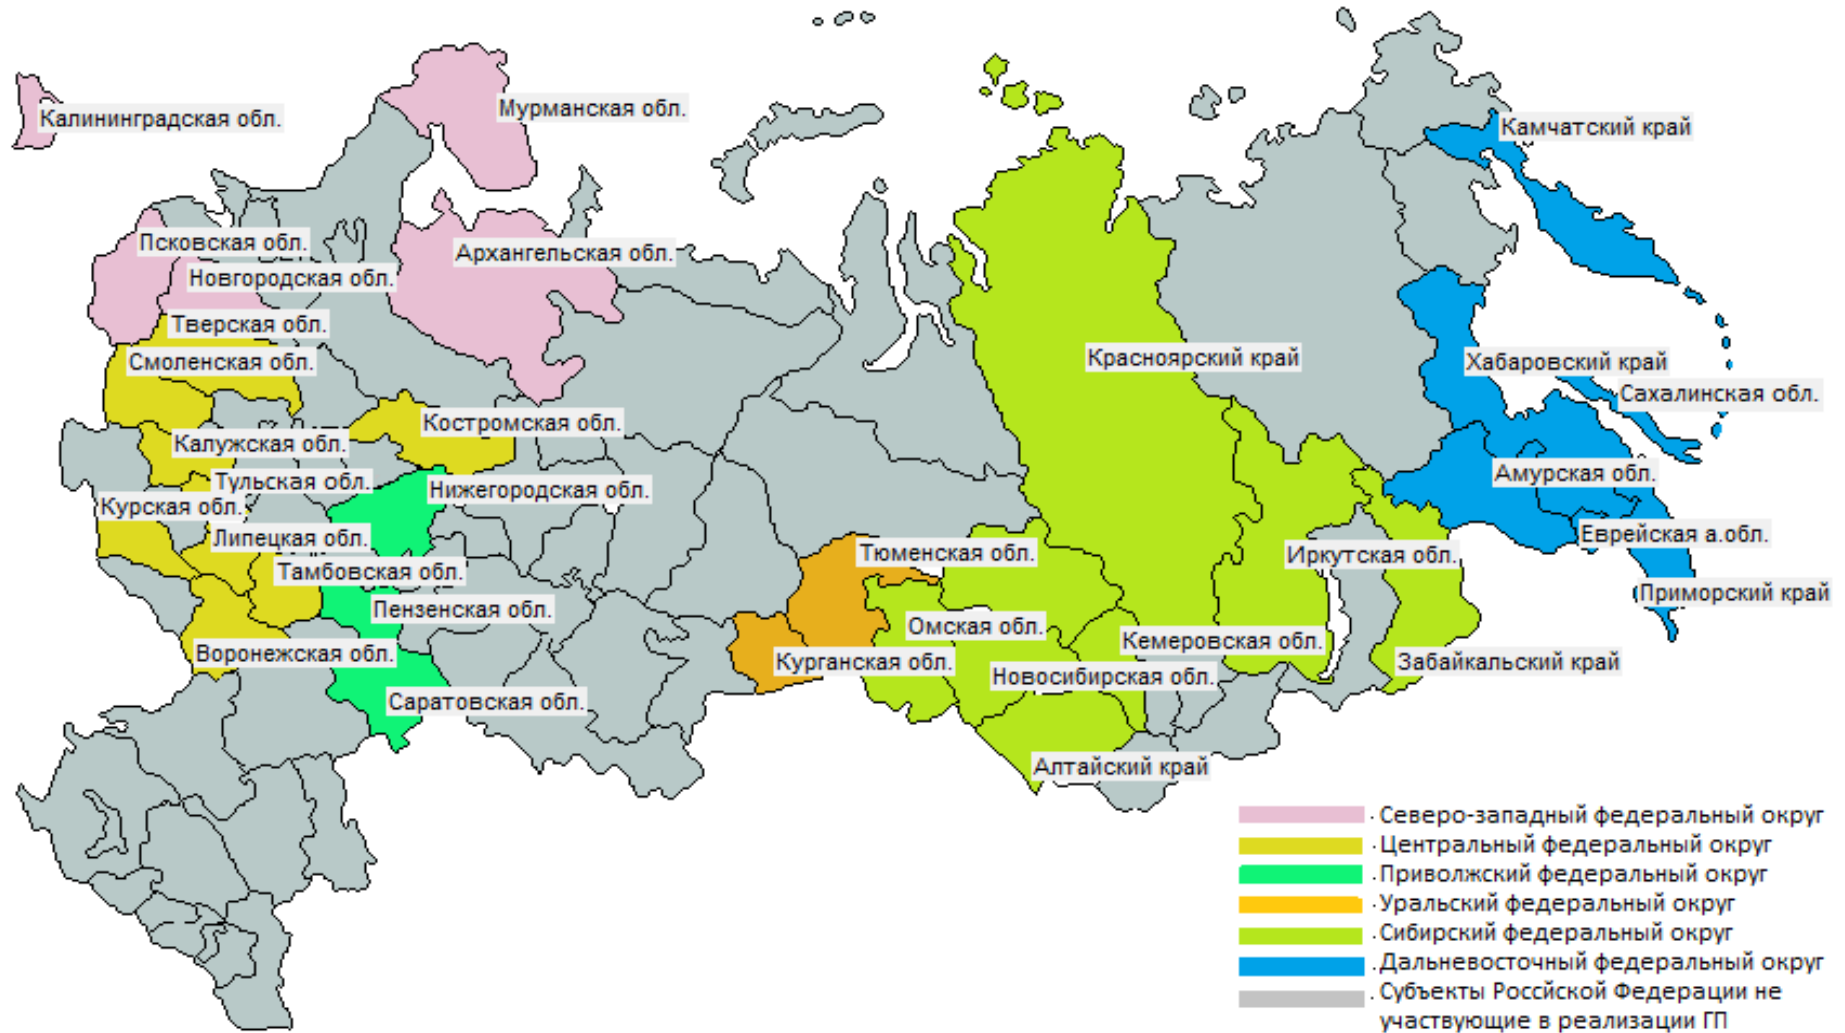 Калининградская обл.
Мурманская обл.
Камчатский край
Псковская обл.
Архангельская обл.
Новгородская обл.
Тверская обл.
Смоленская обл.
Красноярский край
Хабаровский край
Сахалинская обл.
Костромская обл.
Калужская обл.
Тульская обл.
Нижегородская обл.
Амурская обл.
Курская обл.
Липецкая обл.
Еврейская а.обл.
Тюменская обл.
Иркутская обл.
Тамбовская обл.
Приморский край
Пензенская обл.
Омская обл.
Кемеровская обл.
Воронежская обл.
Курганская обл.
Забайкальский край
Новосибирская обл.
Саратовская обл.
Алтайский край
. Северо-западный федеральный округ
. Центральный федеральный округ
. Приволжский федеральный округ
. Уральский федеральный округ
. Сибирский федеральный округ
. Дальневосточный федеральный округ
. Субъекты Россйской Федерации не
участвующие в реализации ГП